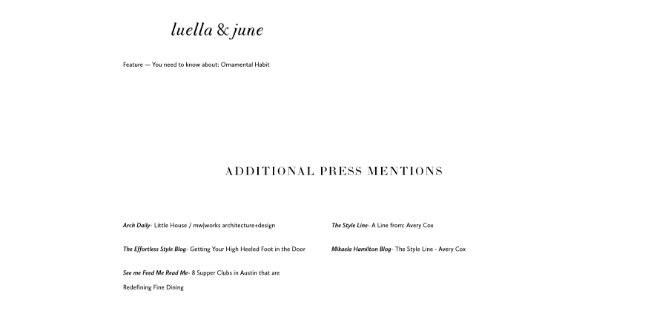 luella & june
Feature — You need to know about: Ornamental Habit
ADDITIONAL PRESS MENTIONS
Arch Daily- Little House / mw|works architecture+design
The Effortless Style Blog- Getting Your High Heeled Foot in the Door
See me Feed Me Read Me- 8 Supper Clubs in Austin that are
Redefining Fine Dining
The Style Line- A Line from: Avery Cox
Mikaela Hamilton Blog- The Style Line - Avery Cox